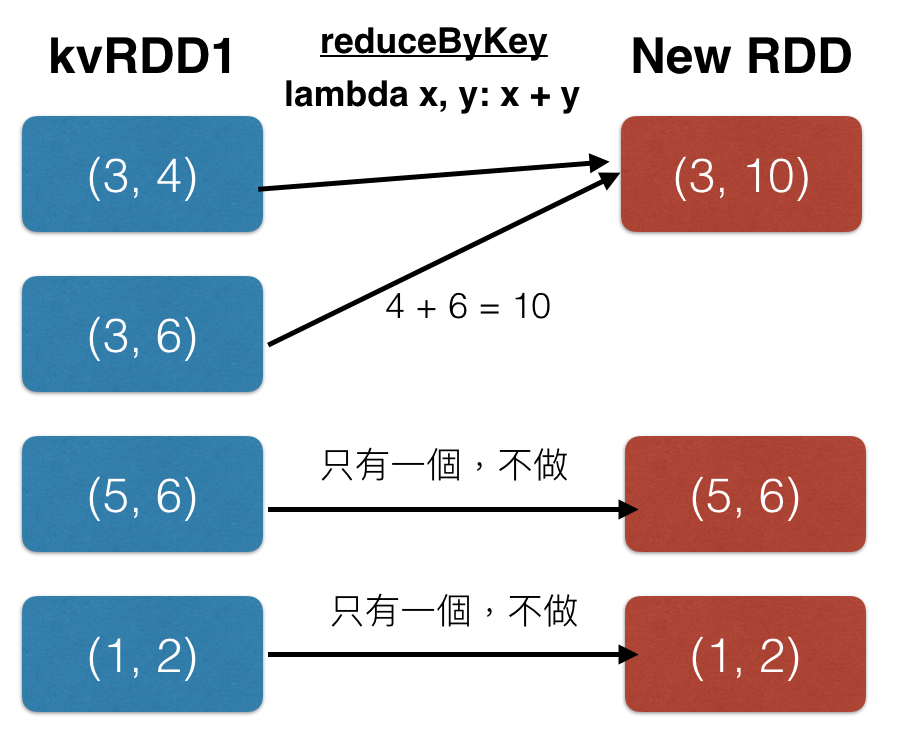 kvRDD1
reduceByKey
New RDD
lambda x, y: x + y
(3, 4)
(3, 10)
(3, 6)
4 + 6 = 10
(5, 6)
只有一個，不做
(5, 6)
(1, 2)
只有一個，不做
(1, 2)